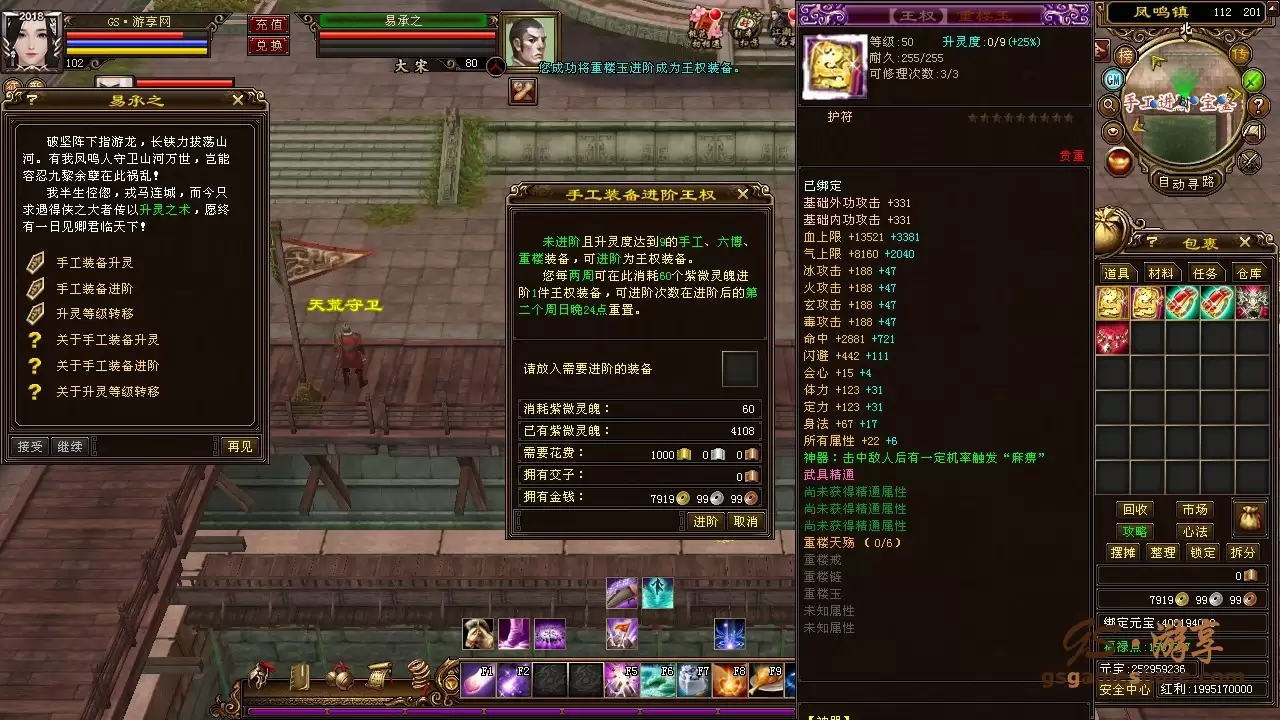 2018
GS·游享网
102
充值
兑换
易承之
大宋
80
您成功将重楼玉进阶成为王权装备。
易承之
破坚阵下指游龙，长铗力拔荡山
河。有我凤鸣人守卫山河万世，岂能
容忍九黎余孽在此祸乱！
我半生倥偬，戎马连城，而今只
求遇得侠之大者传以升灵之术，愿终
有一日见卿君临天下！
手工装备升灵
手工装备进阶
升灵等级转移
关于手工装备升灵
关于手工装备进阶
关于升灵等级转移
接受
继续
再见
天荒守卫
手工装备进阶王权
未进阶且升灵度达到9的手工、六博、
重楼装备，可进阶为王权装备。
您每两周可在此消耗60个紫微灵魄进
阶1件王权装备，可进阶次数在进阶后的第
二个周日晚24点重置。
请放入需要进阶的装备
消耗紫微灵魄：
60
已有紫微灵魄：
4108
需要花费：
1000 0 0
拥有交子：
0
拥有金钱：
7919 99 99
进阶
取消
【王权】重楼玉
等级:50 升灵度:0/9(+25%)
耐久:255/255
可修理次数:3/3
护符
贵重
已绑定
基础外功攻击 +331
基础内功攻击 +331
血上限 +13521 +3381
气上限 +8160 +2040
冰攻击 +188 +47
火攻击 +188 +47
玄攻击 +188 +47
毒攻击 +188 +47
命中 +2881 +721
闪避 +442 +111
会心 +15 +4
体力 +123 +31
定力 +123 +31
身法 +67 +17
所有属性 +22 +6
神器：击中敌人后有一定机率触发“麻痹”
武具精通
尚未获得精通属性
尚未获得精通属性
尚未获得精通属性
重楼天殇 （0/6）
重楼戒
重楼链
重楼玉
未知属性
未知属性
【神器】
凤鸣镇
112 201
北
榜
传
GM
手工进阶宝鉴
自动寻路
包裹
道具
材料
任务
仓库
回收
市场
攻略
心法
摆摊
整理
锁定
拆分
0
7919 99 99
元宝:252959236
安全中心
红利:1995170000
F1
F2
F5
F6
F7
F8
F9
GS·游享